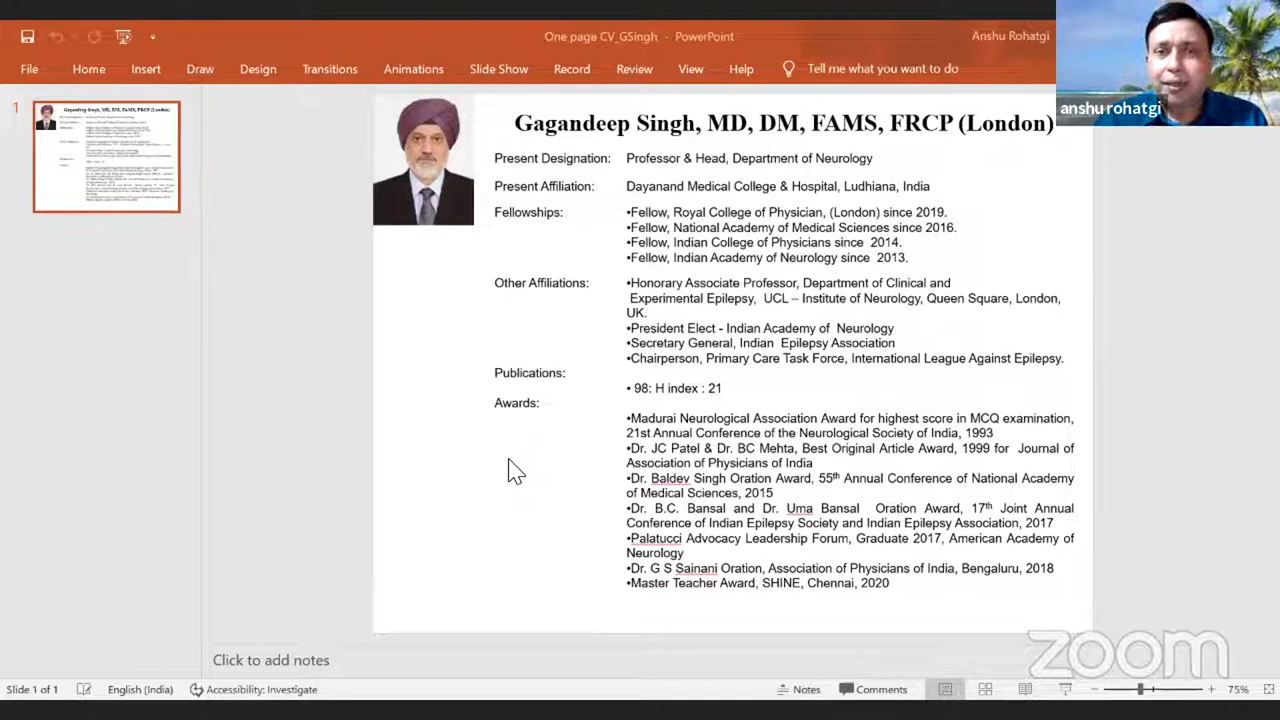 One page CV_GSingh - PowerPoint
Anshu Rohatgi
File Home Insert Draw Design Transitions Animations Slide Show Record Review View Help Tell me what you want to do
anshu rohatgi
1
Gagandeep Singh, MD, DM, FAMS, FRCP (London)
Present Designation: Professor & Head, Department of Neurology
Present Affiliation: Dayanand Medical College & Hospital, Ludhiana, India
Fellowships: •Fellow, Royal College of Physician, (London) since 2019.
•Fellow, National Academy of Medical Sciences since 2016.
•Fellow, Indian College of Physicians since 2014.
•Fellow, Indian Academy of Neurology since 2013.
Other Affiliations: •Honorary Associate Professor, Department of Clinical and
Experimental Epilepsy, UCL – Institute of Neurology, Queen Square, London,
UK.
•President Elect - Indian Academy of Neurology
•Secretary General, Indian Epilepsy Association
•Chairperson, Primary Care Task Force, International League Against Epilepsy.
Publications:
• 98: H index : 21
Awards:
•Madurai Neurological Association Award for highest score in MCQ examination,
21st Annual Conference of the Neurological Society of India, 1993
•Dr. JC Patel & Dr. BC Mehta, Best Original Article Award, 1999 for Journal of
Association of Physicians of India
•Dr. Baldev Singh Oration Award, 55th Annual Conference of National Academy
of Medical Sciences, 2015
•Dr. B.C. Bansal and Dr. Uma Bansal Oration Award, 17th Joint Annual
Conference of Indian Epilepsy Society and Indian Epilepsy Association, 2017
•Palatucci Advocacy Leadership Forum, Graduate 2017, American Academy of
Neurology
•Dr. G S Sainani Oration, Association of Physicians of India, Bengaluru, 2018
•Master Teacher Award, SHINE, Chennai, 2020
Click to add notes
zoom
Slide 1 of 1 English (India) Accessibility: Investigate Notes Comments 75%